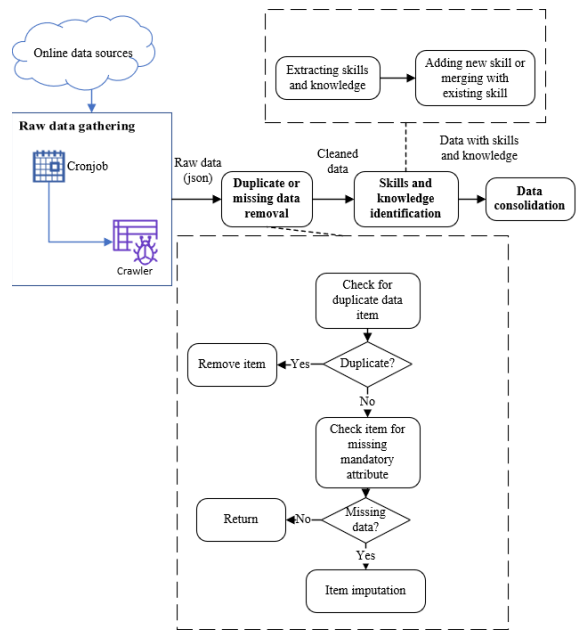 Online data sources
Raw data gathering
Cronjob
Crawler
Raw data
(json)
Duplicate or
missing data
removal
Cleaned
data
Skills and
knowledge
identification
Data with skills
and knowledge
Data
consolidation
Extracting skills
and knowledge
Adding new skill or
merging with
existing skill
Check for
duplicate data
item
Duplicate?
Yes
Remove item
No
Check item for
missing
mandatory
attribute
Missing
data?
No
Return
Yes
Item imputation